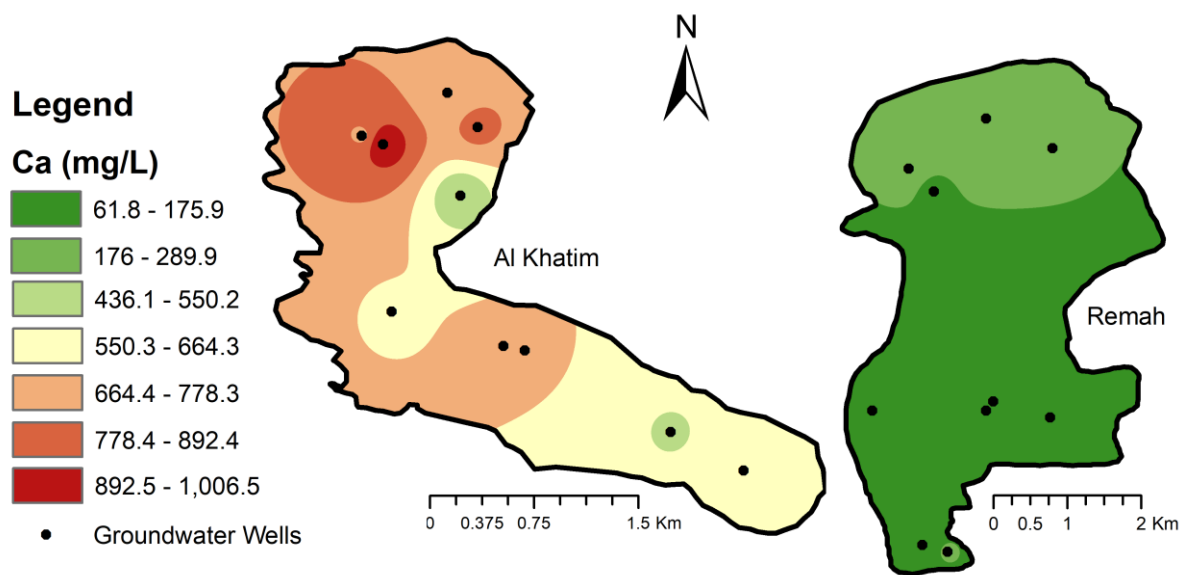 N
Legend
Ca (mg/L)
61.8 - 175.9
176 - 289.9
436.1 - 550.2
550.3 - 664.3
664.4 - 778.3
778.4 - 892.4
892.5 - 1,006.5
Groundwater Wells
Al Khatim
0 0.375 0.75 1.5 Km
Remah
0 0.5 1 2 Km